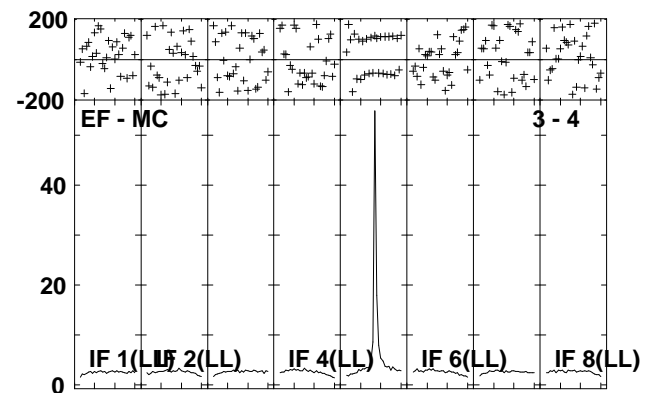 200
-200
EF - MC 3 - 4
40
20
IF 1(LL) IF 2(LL) IF 4(LL) IF 6(LL) IF 8(LL)
0